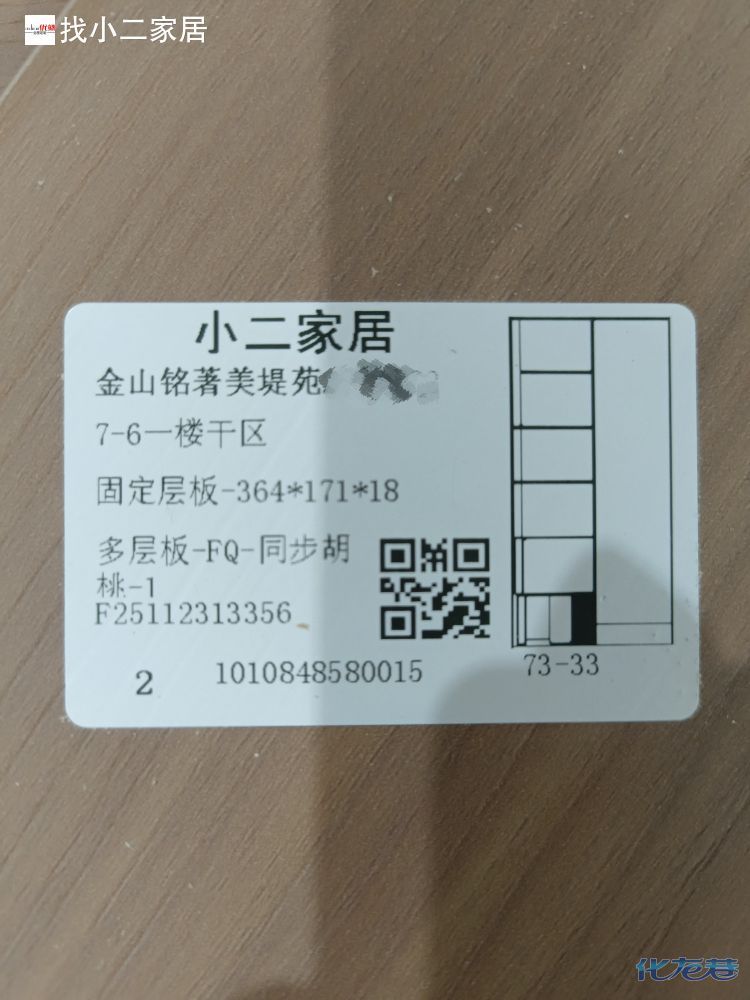 找小二家居
小二家居
金山铭著美堤苑
7-6一楼干区
固定层板-364*171*18
多层板-FQ-同步胡
桃-1
F25112313356
2
1010848580015
73-33
化龙巷